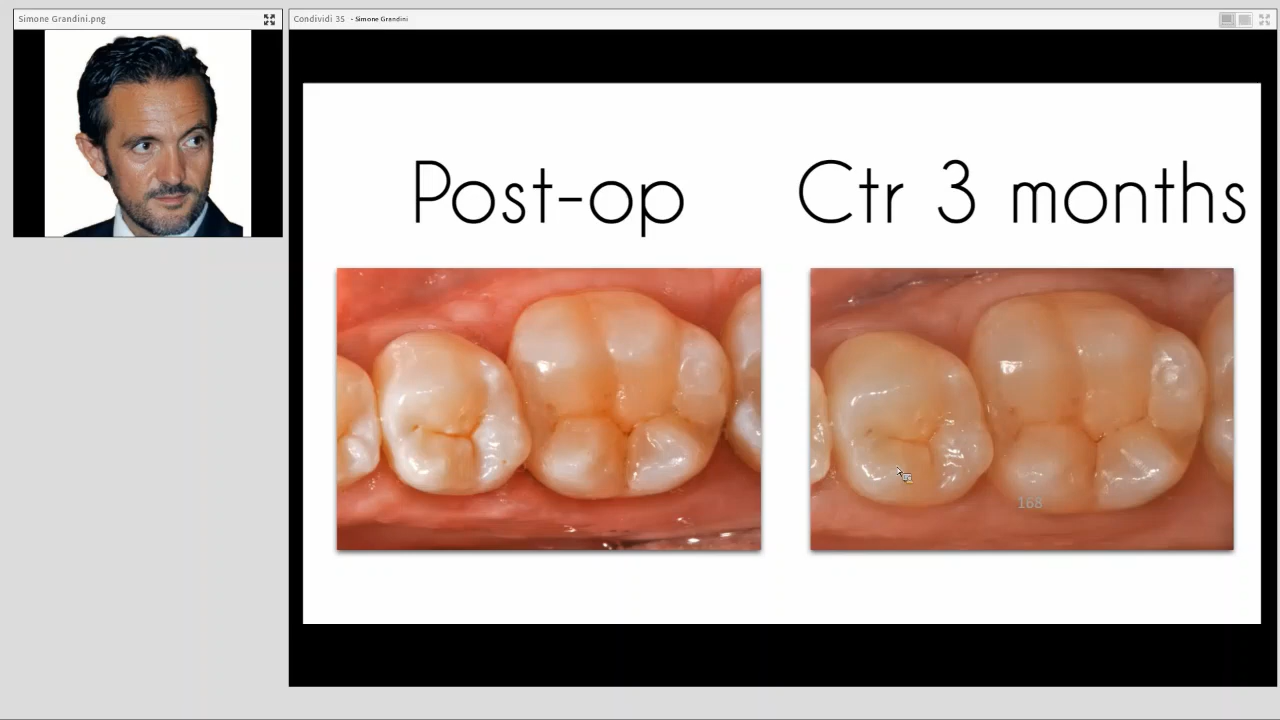 Simone Grandini.png
Condividi 35 - Simone Grandini
Post-op
Ctr 3 months
168